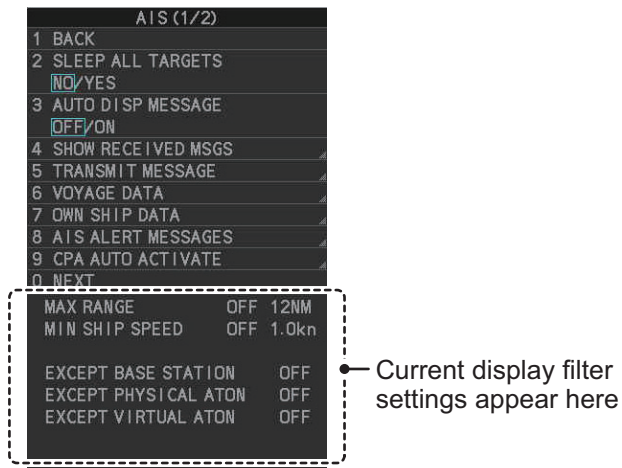 AIS (1/2)
1 BACK
2 SLEEP ALL TARGETS
NO/YES
3 AUTO DISP MESSAGE
OFF/ON
4 SHOW RECEIVED MSGS
5 TRANSMIT MESSAGE
6 VOYAGE DATA
7 OWN SHIP DATA
8 AIS ALERT MESSAGES
9 CPA AUTO ACTIVATE
0 NEXT
MAX RANGE OFF 12NM
MIN SHIP SPEED OFF 1.0kn
EXCEPT BASE STATION OFF
EXCEPT PHYSICAL ATON OFF
EXCEPT VIRTUAL ATON OFF
Current display filter
settings appear here